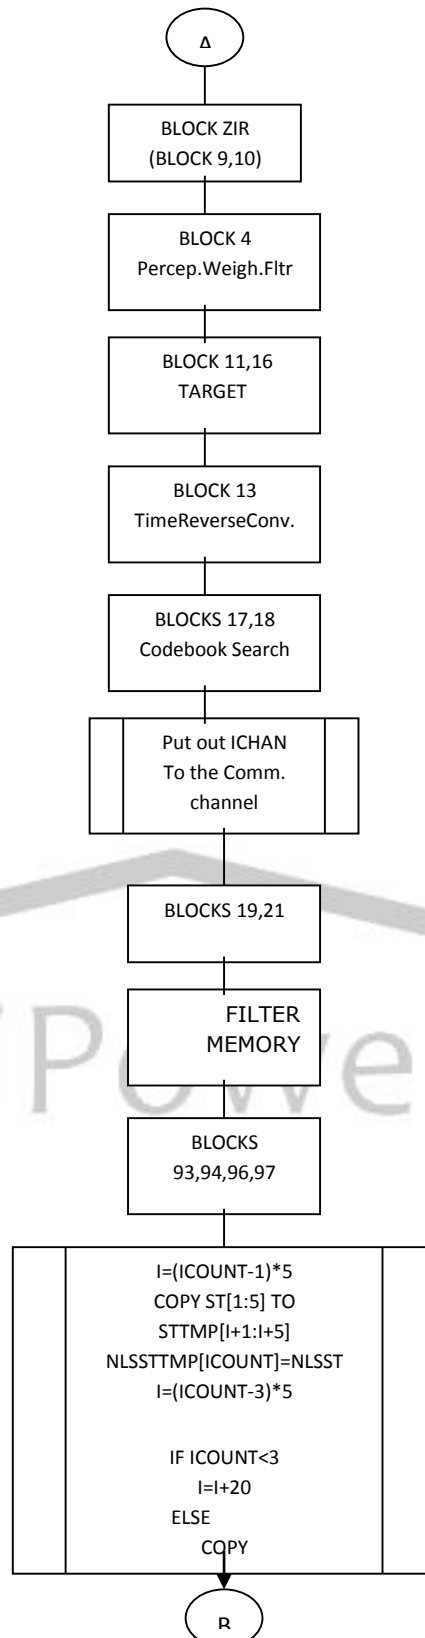 A
BLOCK ZIR
(BLOCK 9,10)
BLOCK 4
Percep.Weigh.Fltr
BLOCK 11,16
TARGET
BLOCK 13
TimeReverseConv.
BLOCKS 17,18
Codebook Search
Put out ICHAN
To the Comm.
channel
BLOCKS 19,21
FILTER
MEMORY
Powe
BLOCKS
93,94,96,97
I=(ICOUNT-1)*5
COPY ST[1:5] TO
STTMP[I+1:I+5]
NLSSTTMP[ICOUNT]=NLSST
I=(ICOUNT-3)*5
IF ICOUNT<3
I=I+20
ELSE
COPY
B